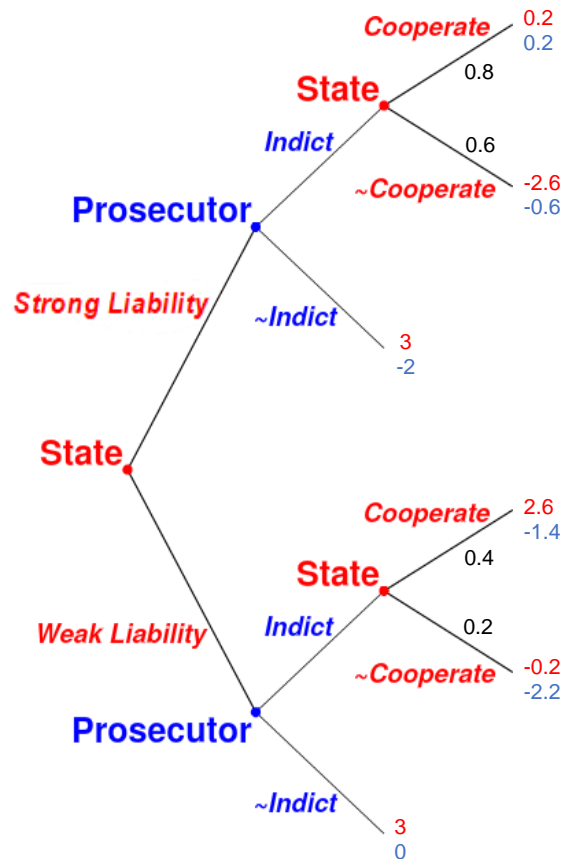 Cooperate
0.2
0.2
State
0.8
Indict
0.6
~Cooperate
-2.6
-0.6
Prosecutor
Strong Liability
~Indict
3
-2
State
Cooperate
2.6
-1.4
State
0.4
Weak Liability
Indict
0.2
~Cooperate
-0.2
-2.2
Prosecutor
~Indict
3
0